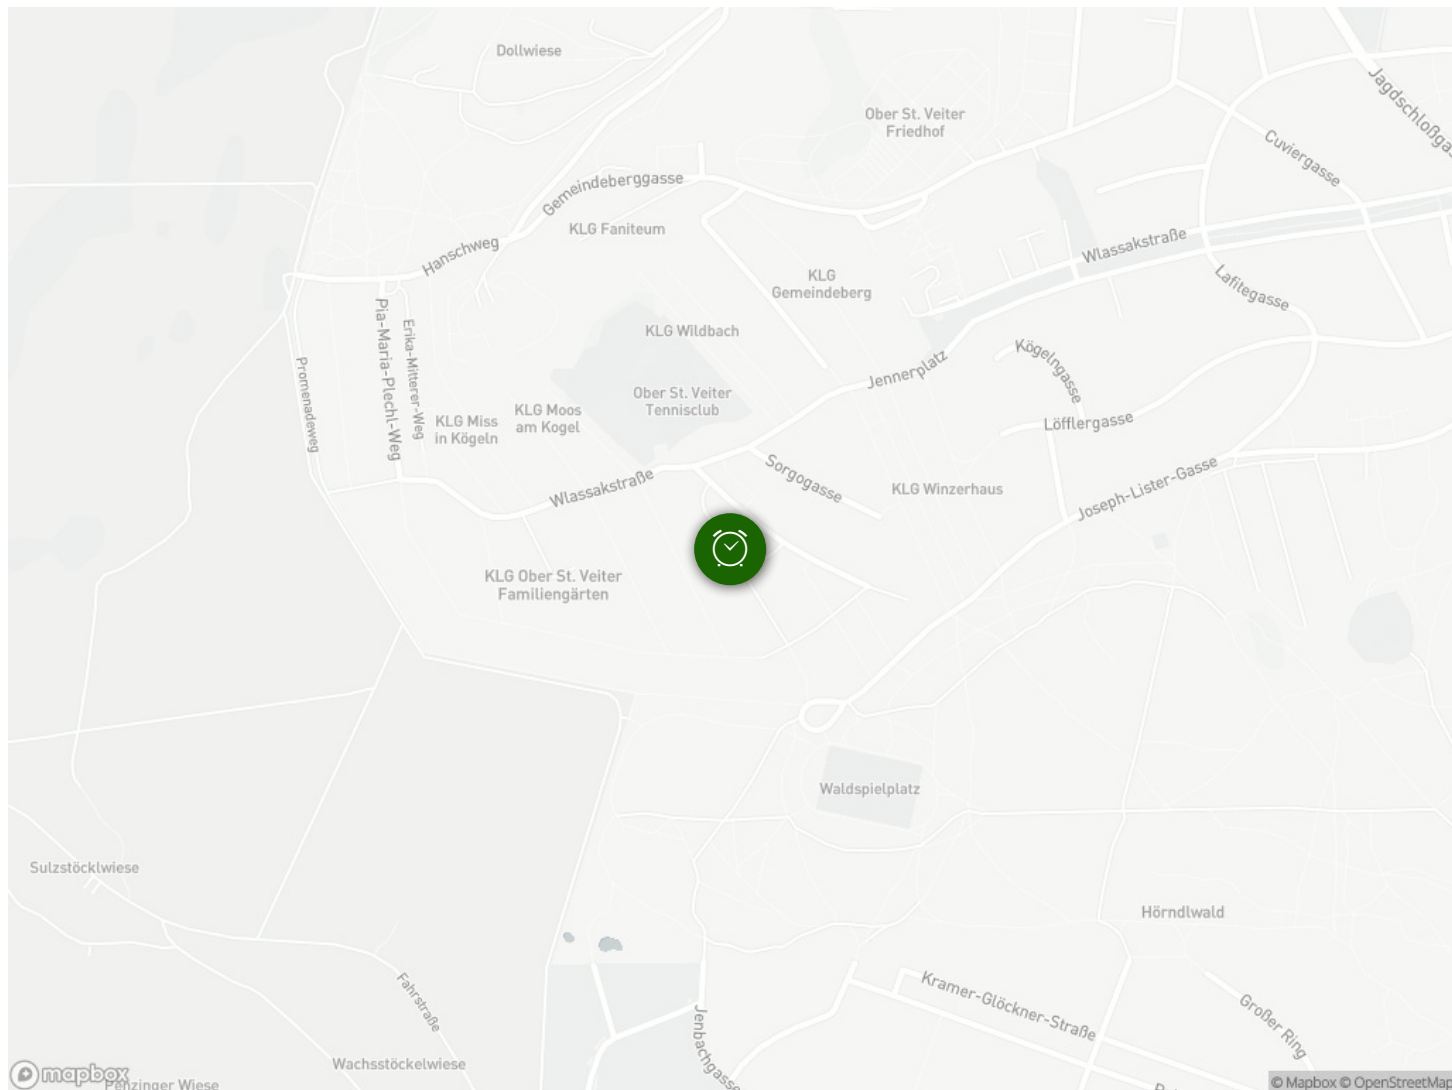 Dollwiese
Jagdschloßga
Ober St. Veiter
Friedhof
Cuviergasse
Gemeindeberggasse
KLG Faniteum
Hanschweg
Wlassakstraße
KLG
Gemeindeberg
Lafitegasse
Pia-Maria-Plechl-Weg
Erika-Mitterer-Weg
KLG Wildbach
Promenadeweg
Jennerplatz
Kögelngasse
Ober St. Veiter
Tennisclub
KLG Moos
am Kogel
KLG Miss
in Kögeln
Löfflergasse
Sorgogasse
Wlassakstraße
KLG Winzerhaus
Joseph-Lister-Gasse
KLG Ober St. Veiter
Familiengärten
Waldspielplatz
Sulzstöcklwiese
Hörndlwald
Fahrstraße
Kramer-Glöckner-Straße
Großer Ring
Jenbachgasse
Wachsstöckelwiese
mapbox
Penzinger Wiese
© Mapbox © OpenStreetMap